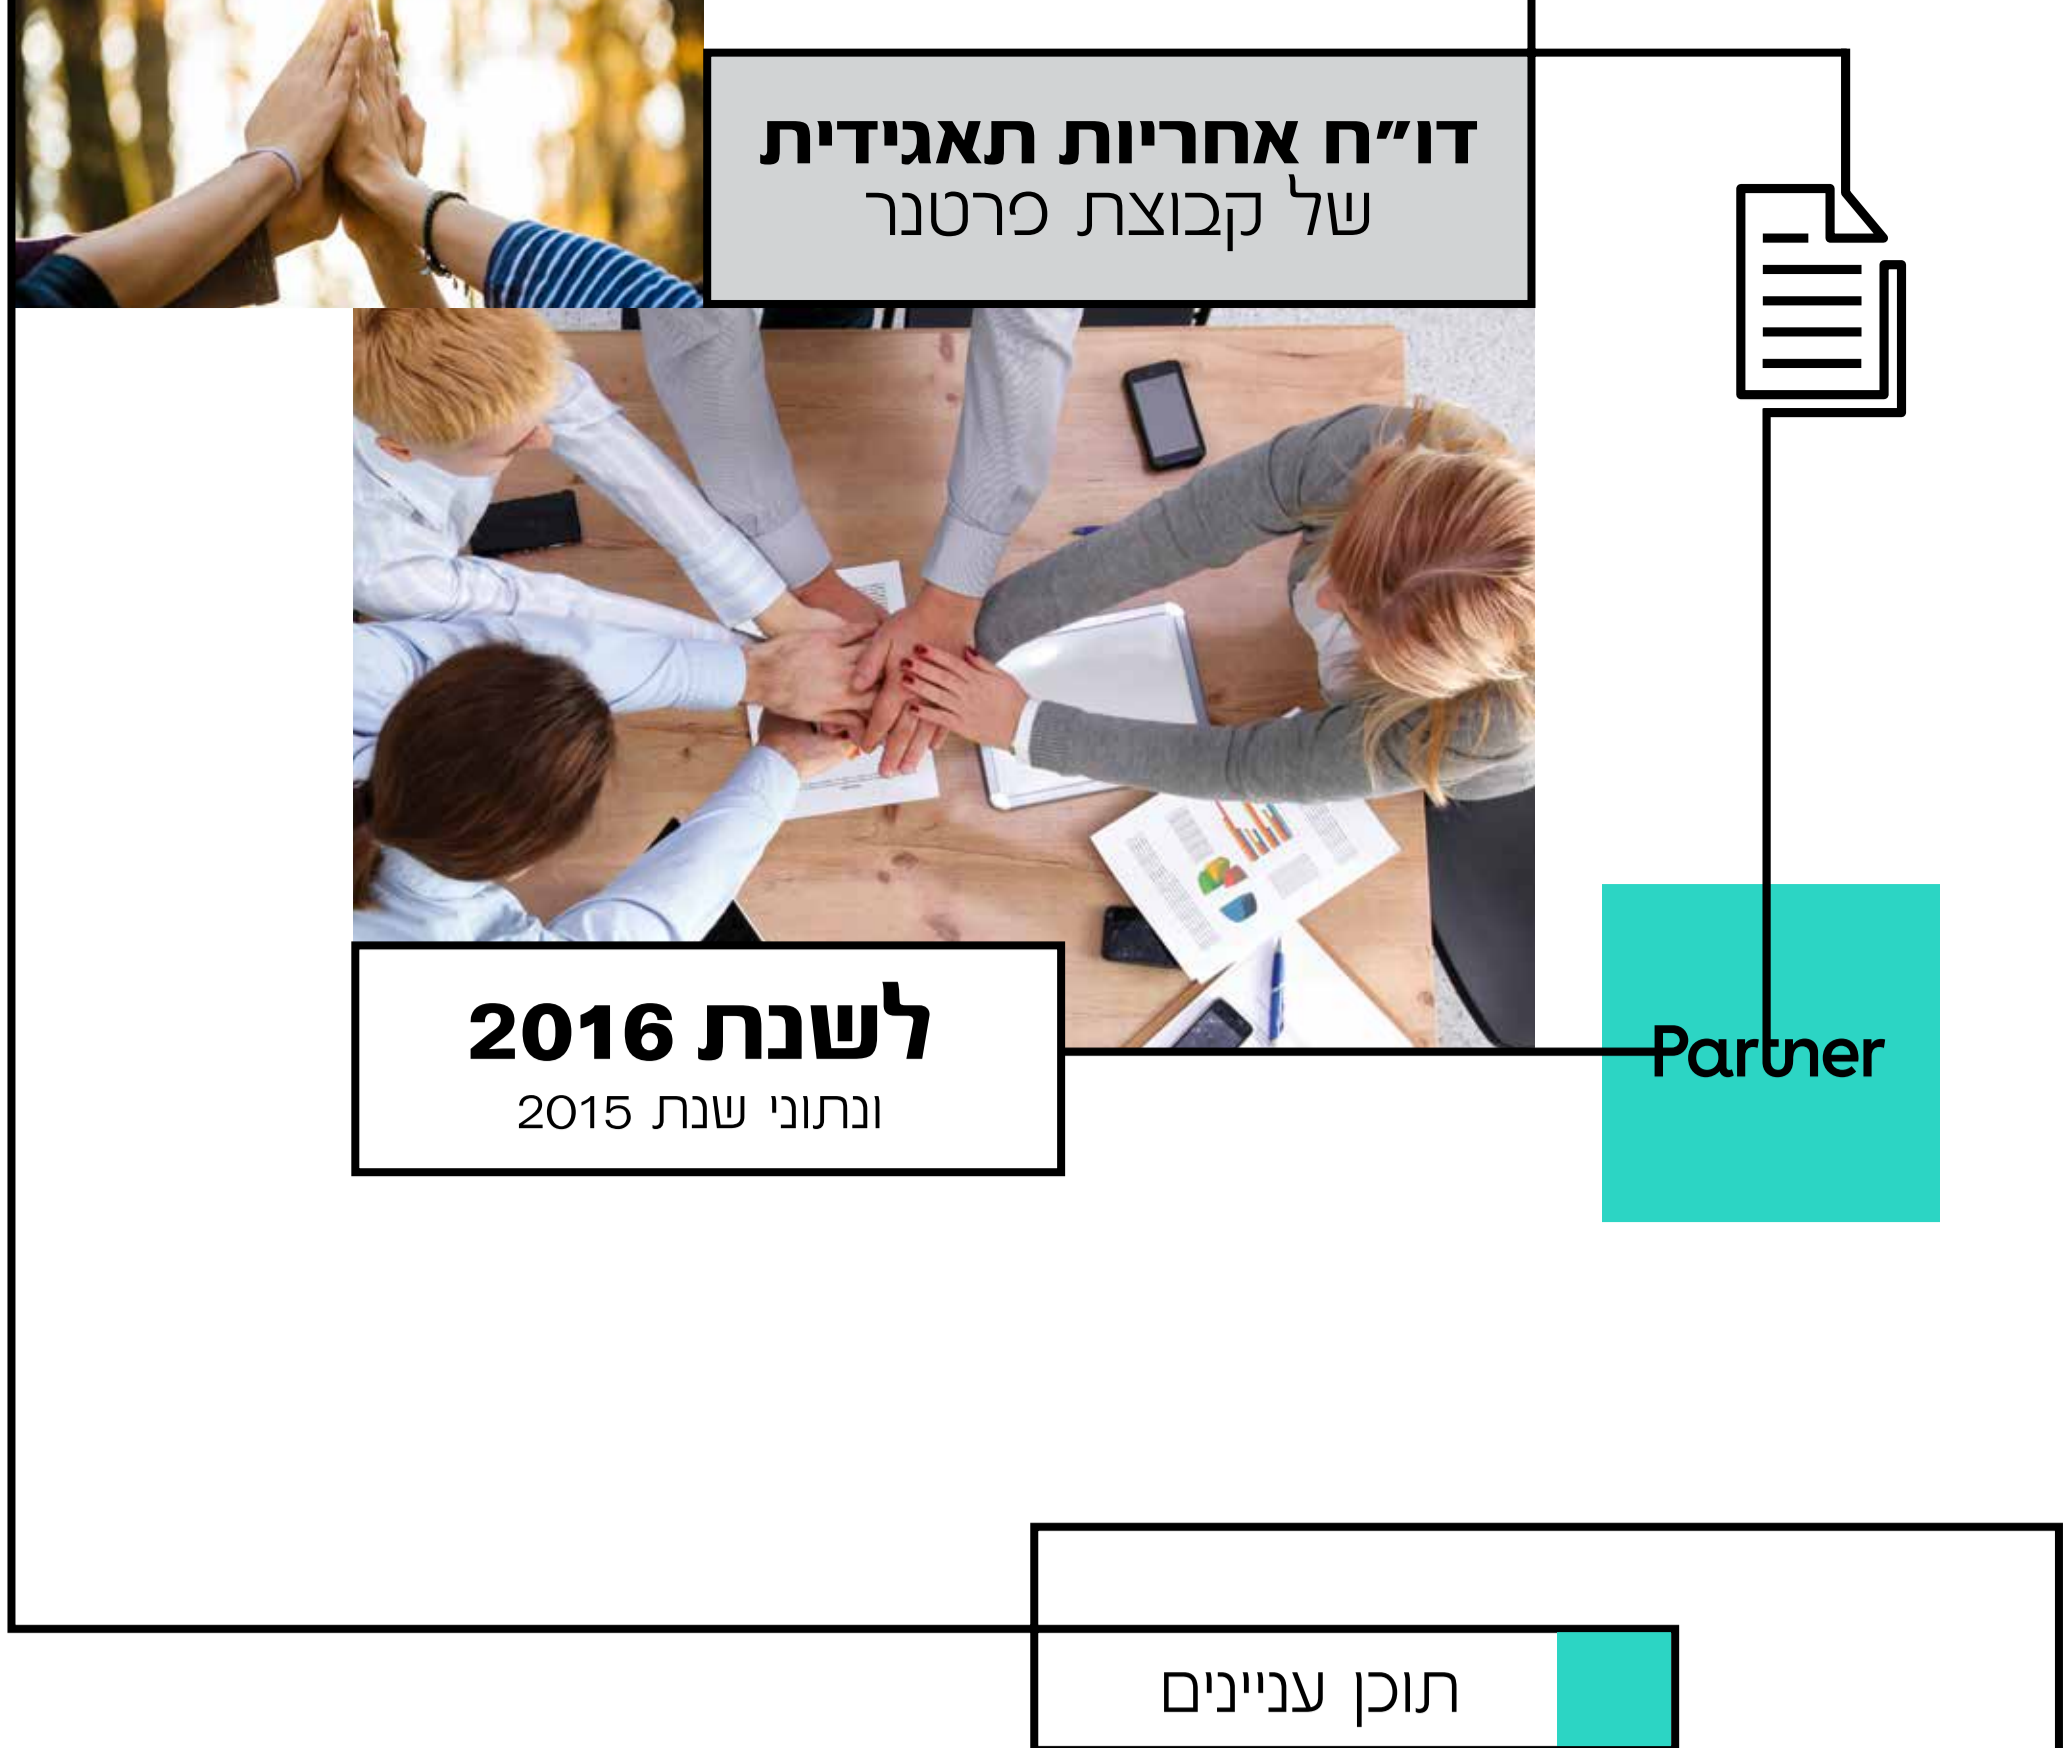 דו״ח אחריות תאגידית
של קבוצת פרטנר
לשנת 2016
ונתוני שנת 2015
Partner
תוכן עניינים